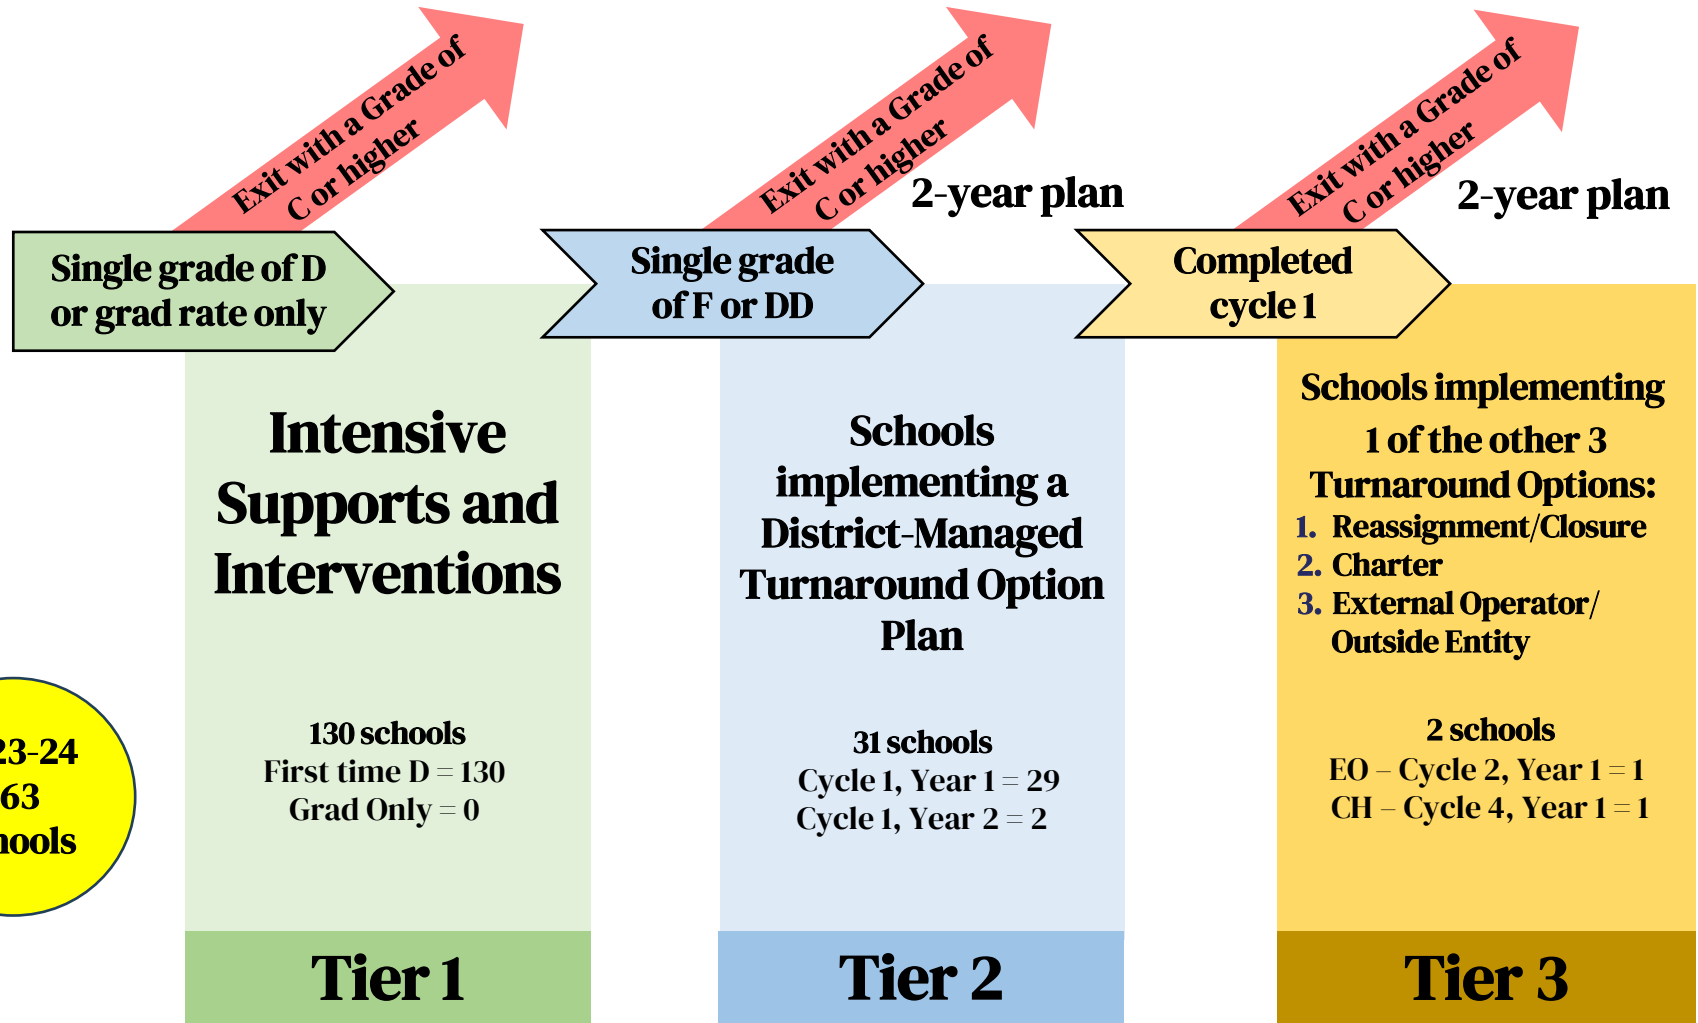 Exit with a Grade of
C or higher
Exit with a Grade of
C or higher
2-year plan
Exit with a Grade of
C or higher
2-year plan
Single grade of D
or grad rate only
Single grade
of F or DD
Completed
cycle 1
Intensive
Supports and
Interventions
130 schools
First time D = 130
Grad Only = 0
Tier 1
Schools
implementing a
District-Managed
Turnaround Option
Plan
31 schools
Cycle 1, Year 1 = 29
Cycle 1, Year 2 = 2
Tier 2
Schools implementing
1 of the other 3
Turnaround Options:
1. Reassignment/Closure
2. Charter
3. External Operator/
Outside Entity
2 schools
EO – Cycle 2, Year 1 = 1
CH – Cycle 4, Year 1 = 1
Tier 3
23-24
63
hools